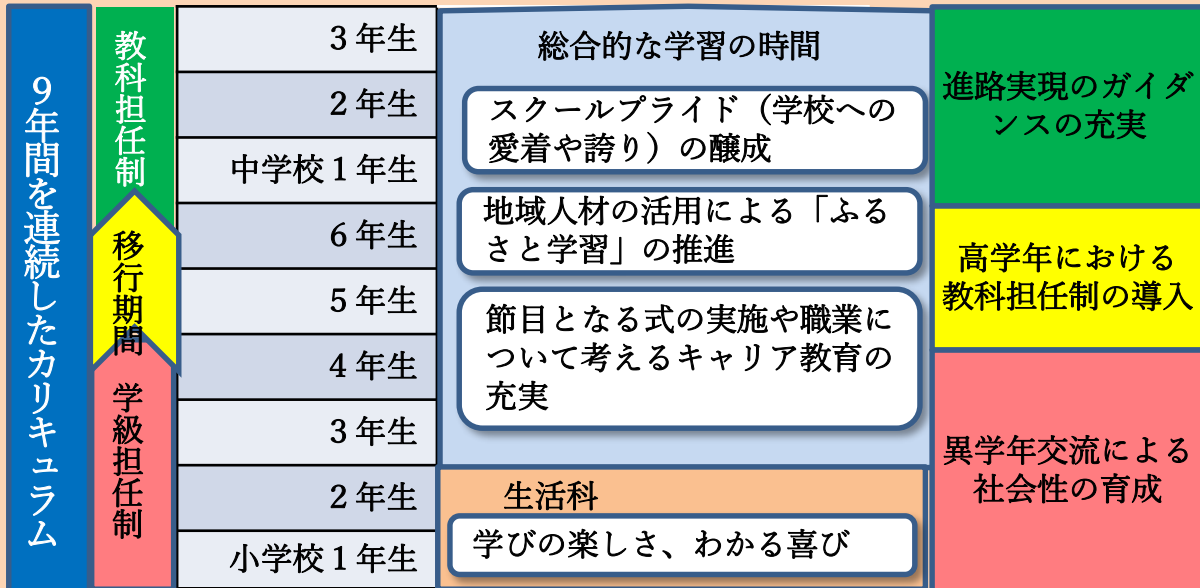 9年間を連続したカリキュラム
教科担任制
移行期間
学級担任制
3年生
2年生
中学校1年生
6年生
5年生
4年生
3年生
2年生
小学校1年生
総合的な学習の時間
スクールプライド（学校への
愛着や誇り）の醸成
地域人材の活用による「ふる
さと学習」の推進
節目となる式の実施や職業に
ついて考えるキャリア教育の
充実
生活科
学びの楽しさ、わかる喜び
進路実現のガイダ
ンスの充実
高学年における
教科担任制の導入
異学年交流による
社会性の育成